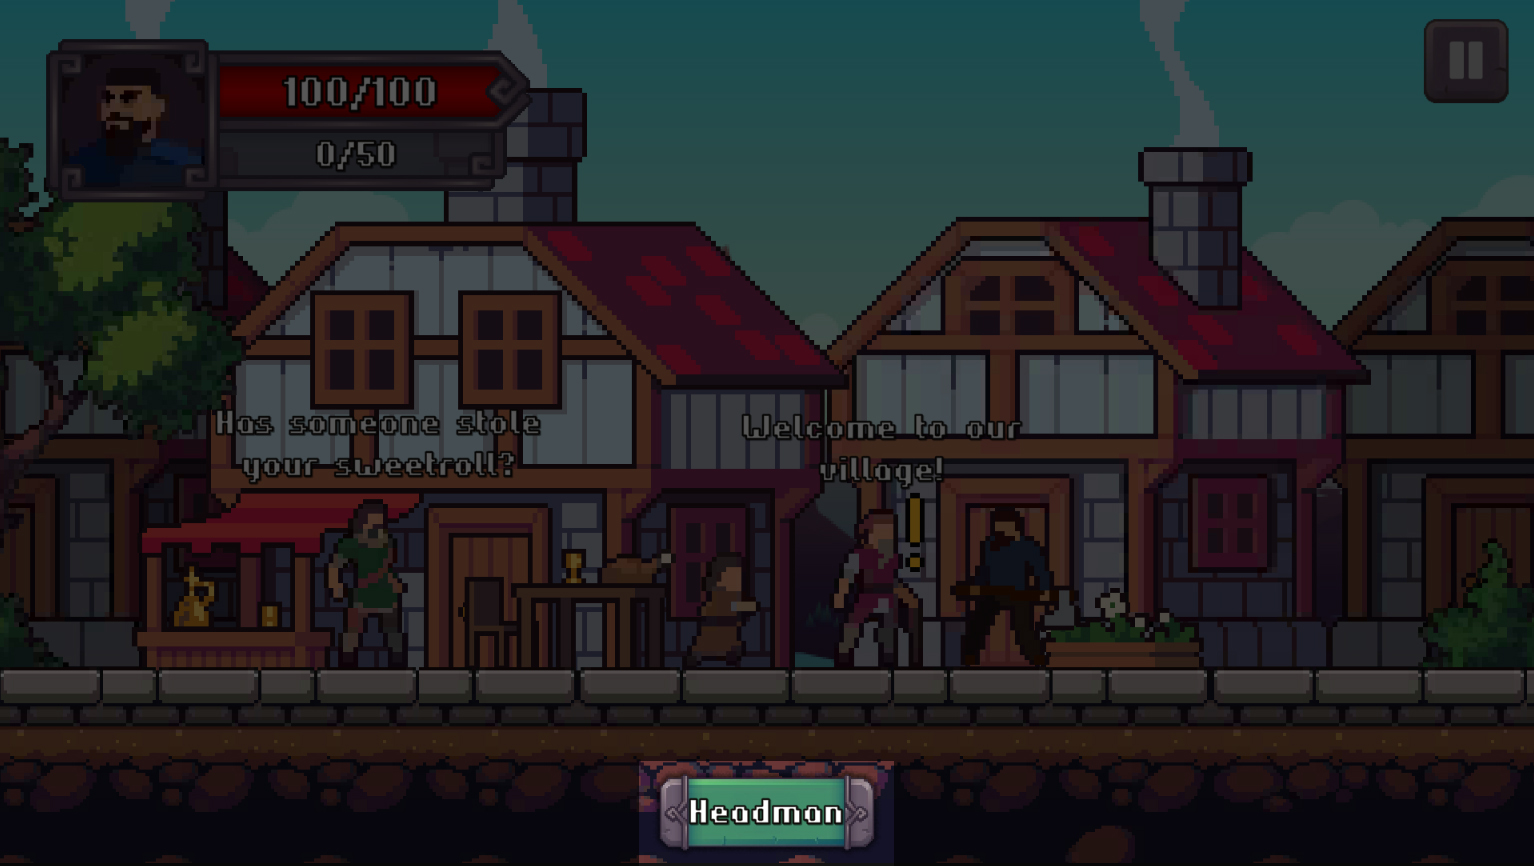 100/100
0/50
Has someone stole
your sweetroll?
Welcome to our
village!
Headman